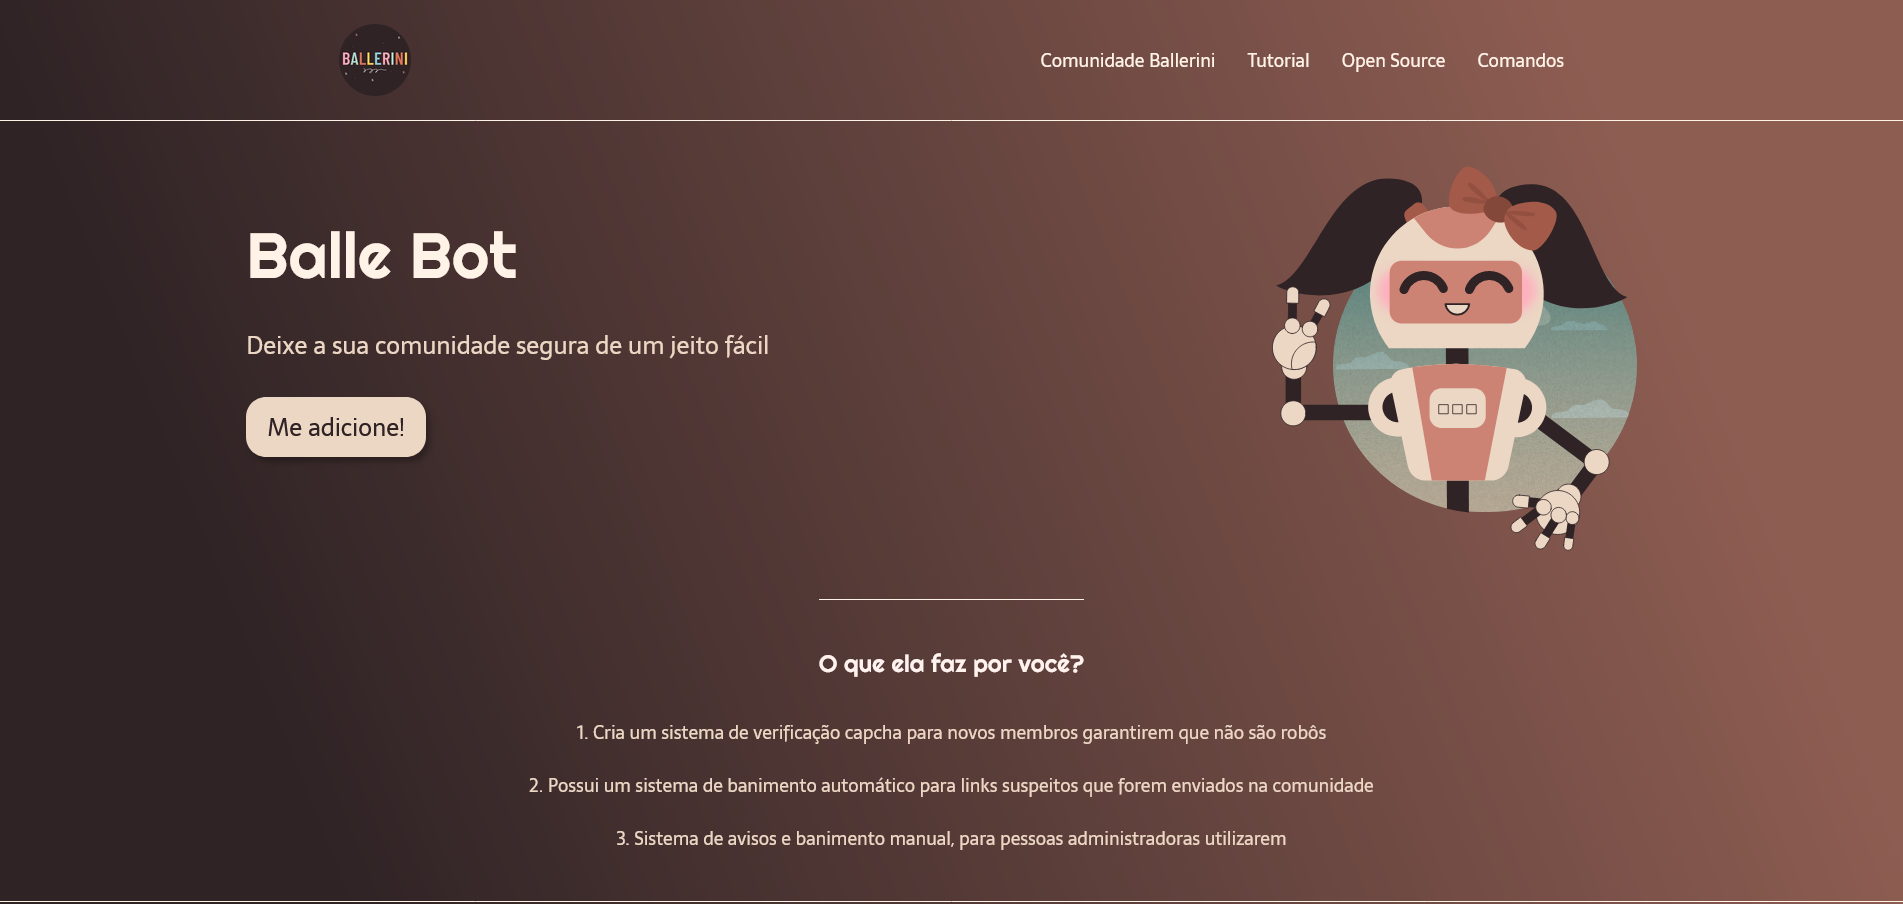 BALLERINI
Comunidade Ballerini
Tutorial
Open Source
Comandos
Balle Bot
Deixe a sua comunidade segura de um jeito fácil
Me adicione!
O que ela faz por você?
1. Cria um sistema de verificação capcha para novos membros garantirem que não são robôs
2. Possui um sistema de banimento automático para links suspeitos que forem enviados na comunidade
3. Sistema de avisos e banimento manual, para pessoas administradoras utilizarem